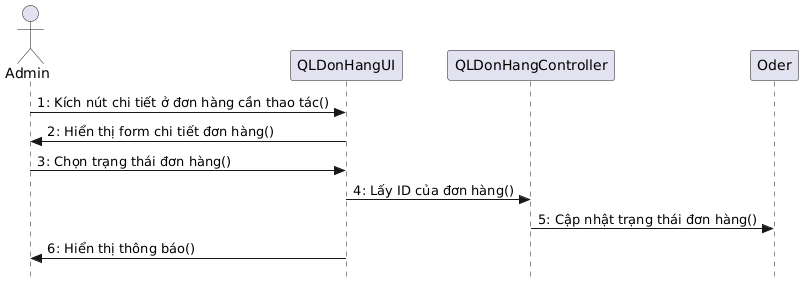 Admin
QLDonHangUI
QLDonHangController
Oder
1: Kích nút chi tiết ở đơn hàng cần thao tác()
2: Hiển thị form chi tiết đơn hàng()
3: Chọn trạng thái đơn hàng()
4: Lấy ID của đơn hàng()
5: Cập nhật trạng thái đơn hàng()
6: Hiển thị thông báo()